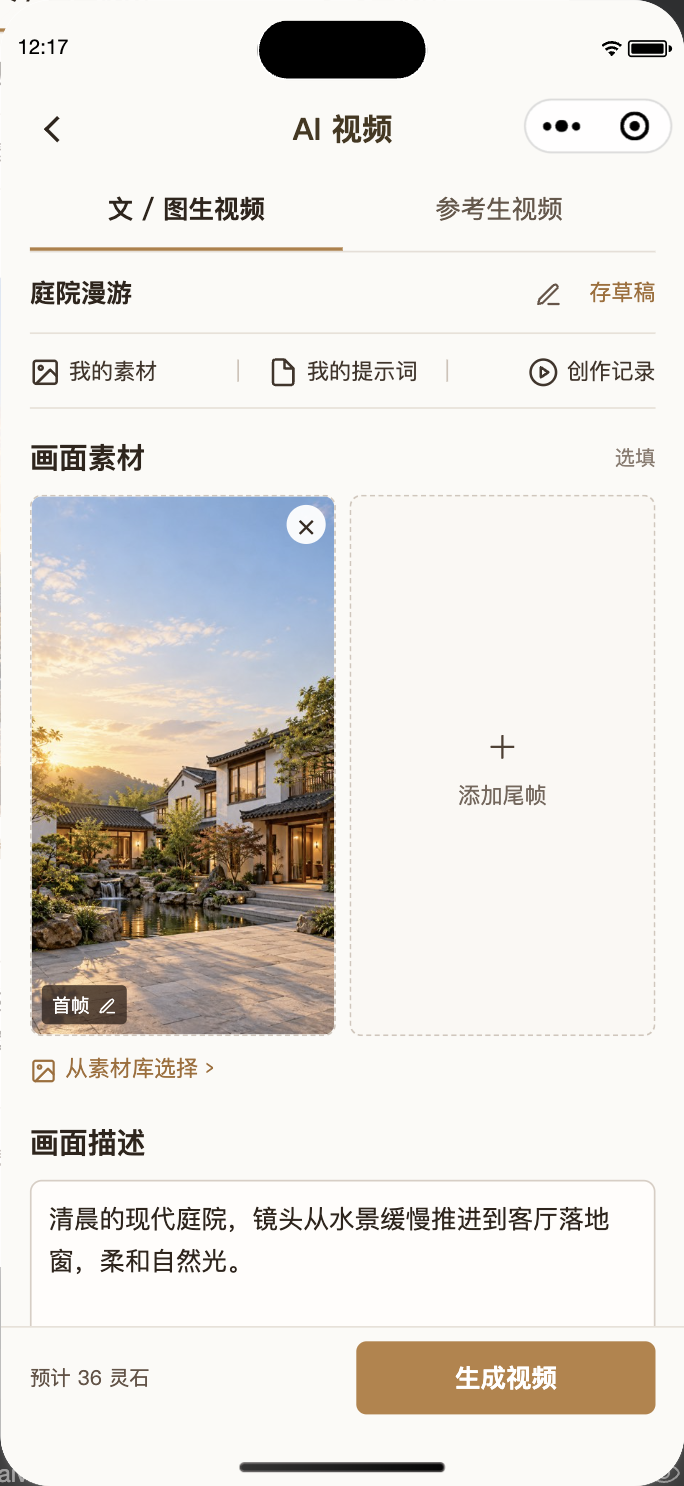 12:17
AI 视频
文 / 图生视频
参考生视频
庭院漫游
存草稿
我的素材
我的提示词
创作记录
画面素材
选填
添加尾帧
首帧
从素材库选择 >
画面描述
清晨的现代庭院，镜头从水景缓慢推进到客厅落地
窗，柔和自然光。
预计 36 灵石
生成视频